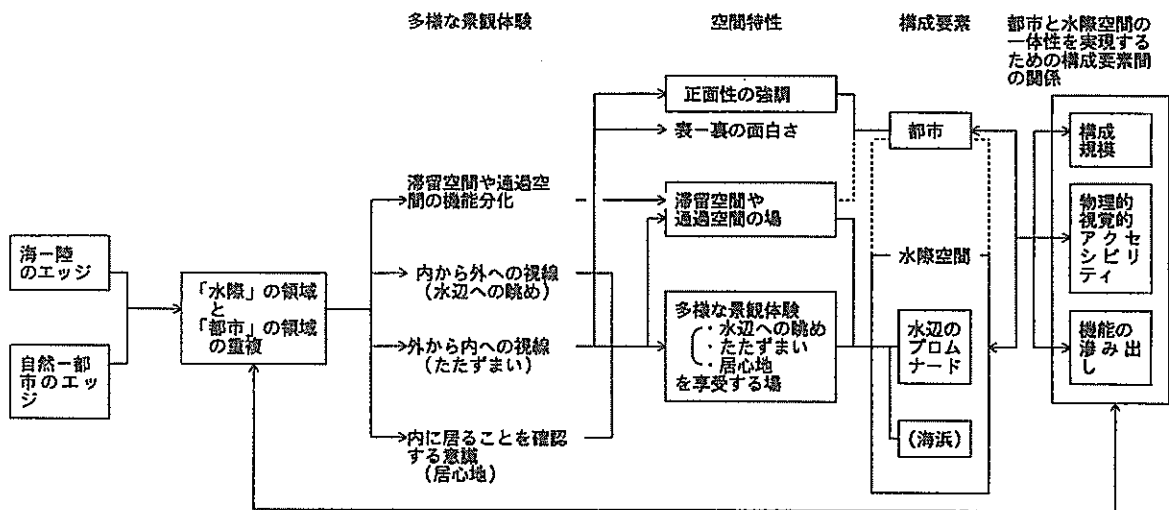 多様な景観体験
空間特性
構成要素
都市と水際空間の
一体性を実現する
ための構成要素間
の関係
海ー陸
のエッジ
自然ー都
市のエッ
ジ
「水際」の領域
と
「都市」の領域
の重複
滞留空間や通過空
間の機能分化
内から外への視線
(水辺への眺め)
外から内への視線
(たたずまい)
内に居ることを確認
する意識
(居心地)
正面性の強調
表ー裏の面白さ
滞留空間や
通過空間の場
多様な景観体験
・水辺への眺め
・たたずまい
・居心地
を享受する場
都市
水際空間
水辺の
プロム
ナード
(海浜)
構成
規模
物理的
視覚的
アクセ
シビリ
ティ
機能の
滲み出
し